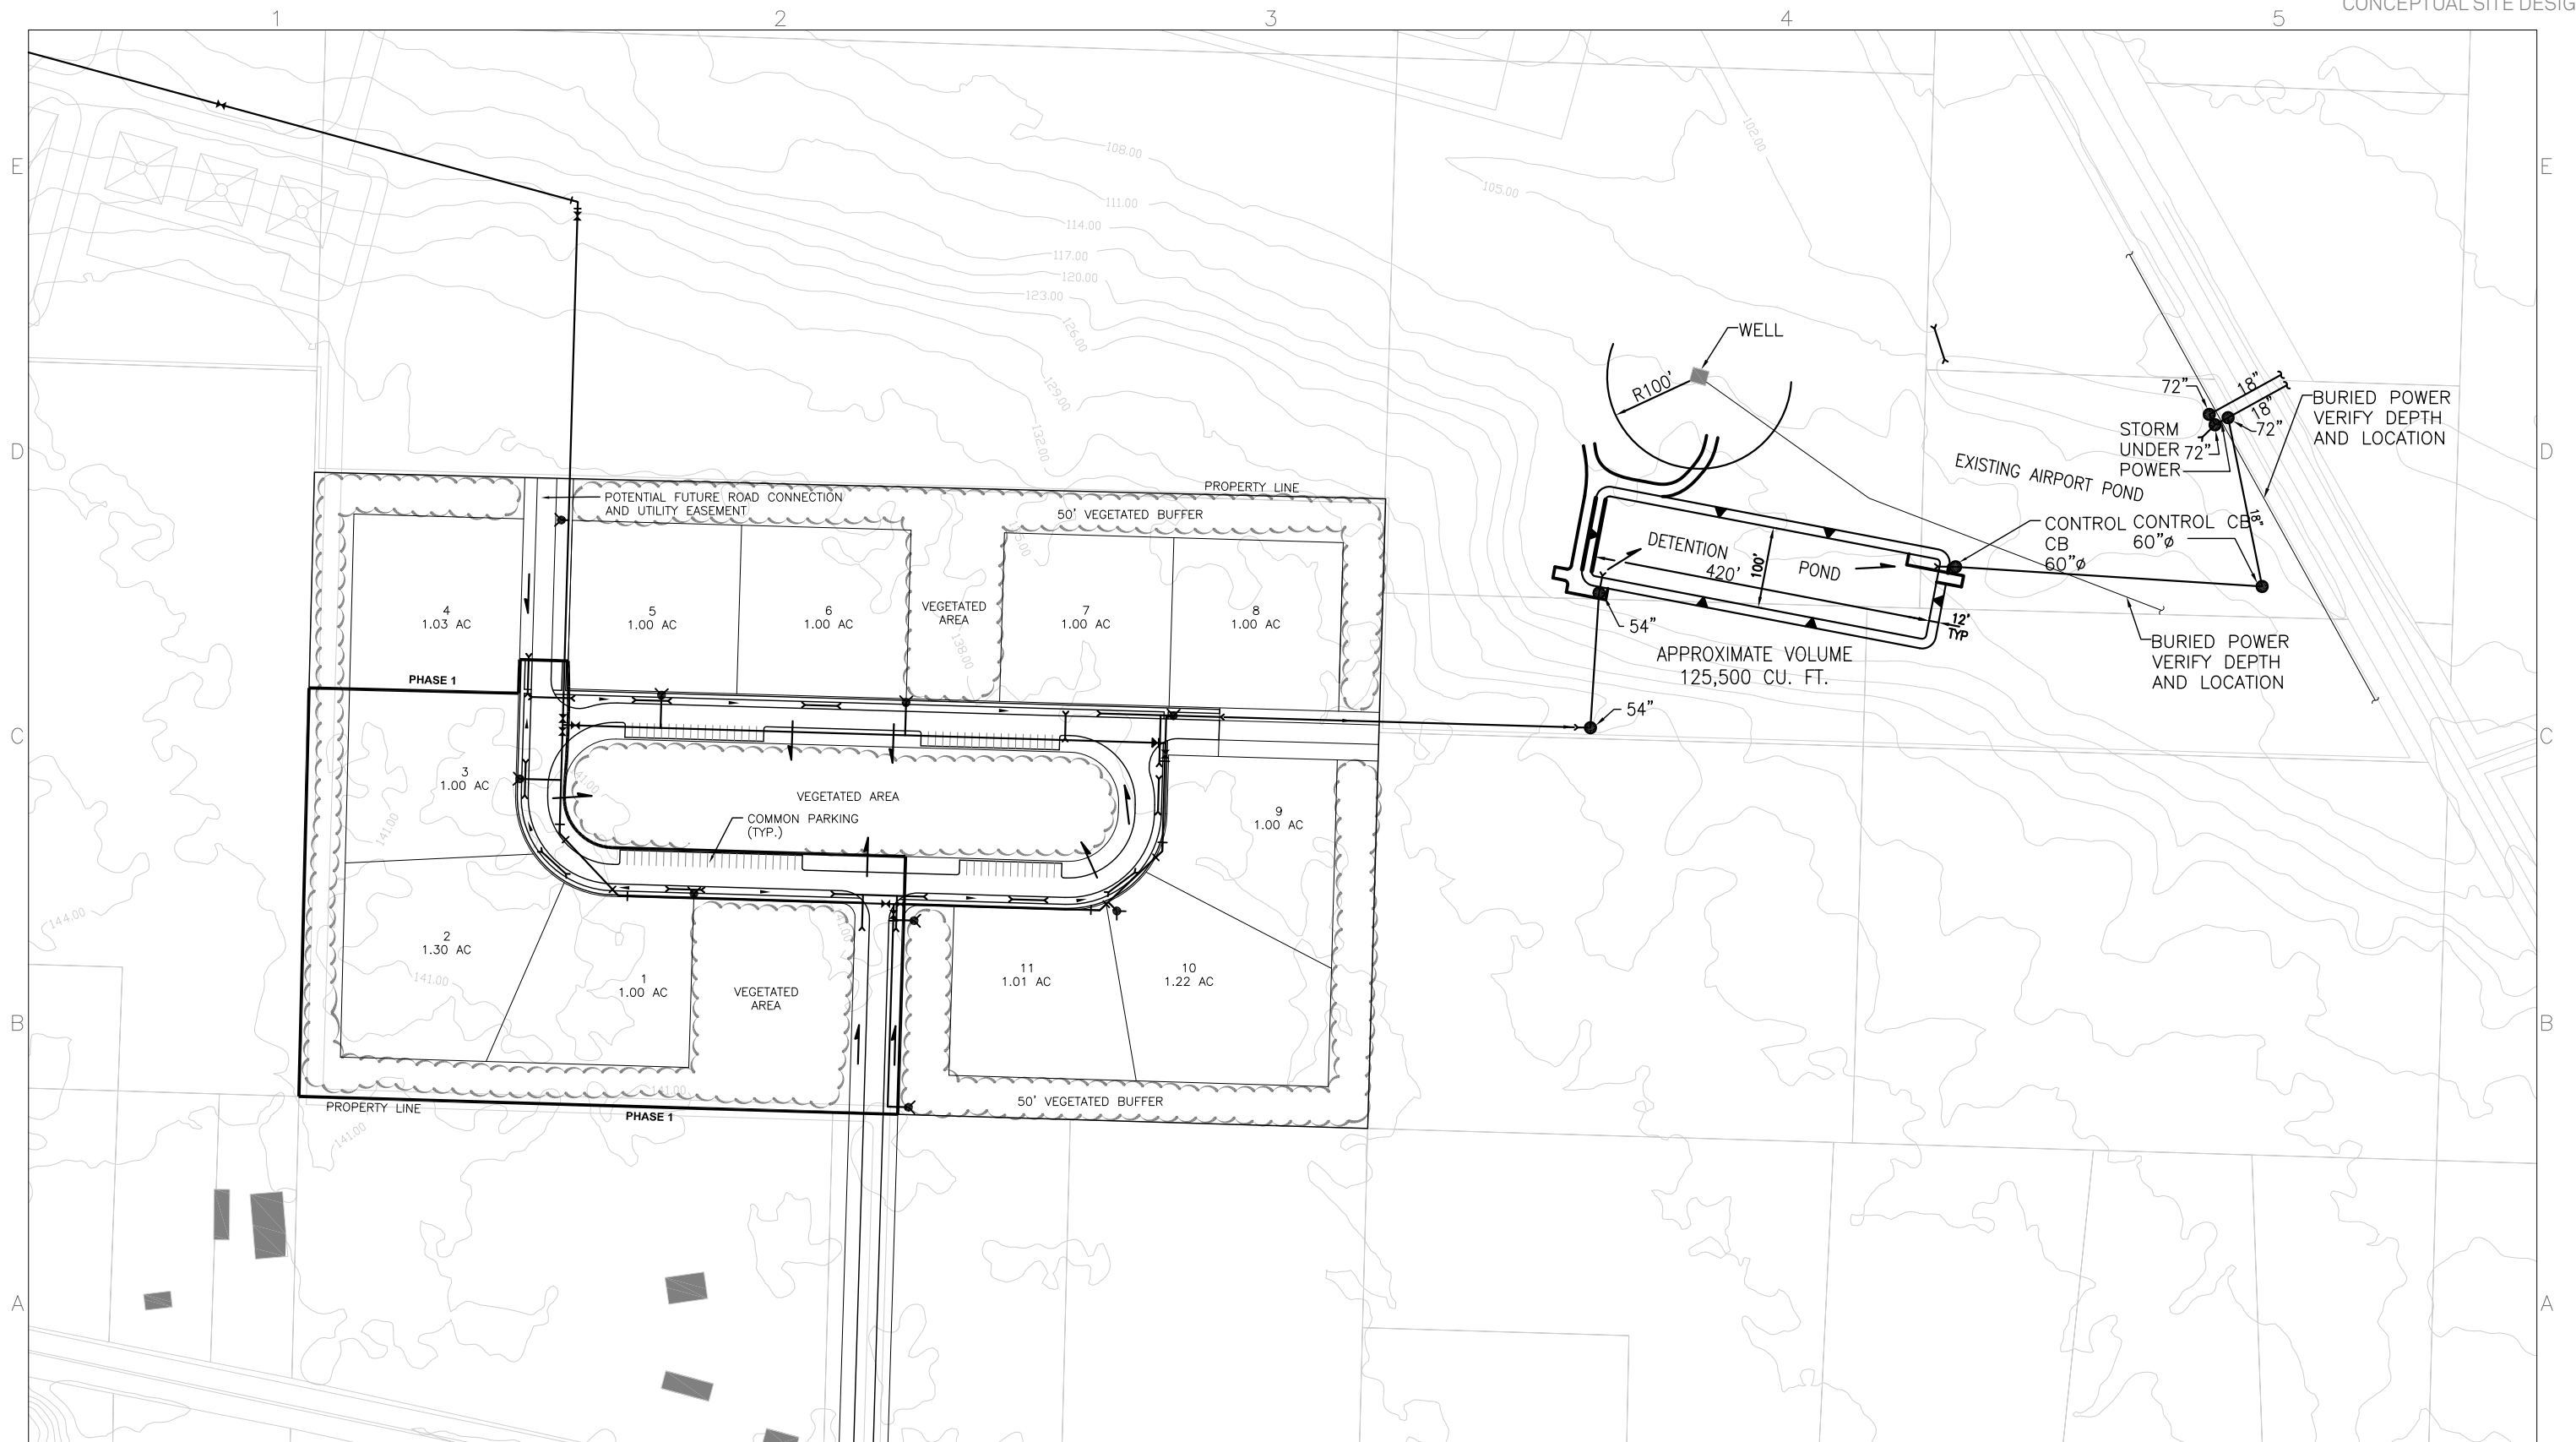 CONCEPTUAL SITE DESIG
1
2
3
4
5
E
E
108.00
102.00
105.00
111.00
114.00
117.00
120.00
123.00
126.00
129.00
132.00
WELL
R100'
72"
18"
18"
72"
BURIED POWER
VERIFY DEPTH
AND LOCATION
STORM
UNDER 72"
POWER
D
D
EXISTING AIRPORT POND
POTENTIAL FUTURE ROAD CONNECTION
AND UTILITY EASEMENT
PROPERTY LINE
50' VEGETATED BUFFER
CONTROL
CB
60"ø
CONTROL CB
60"ø
18"
DETENTION
POND
420'
100'
12'
TYP
54"
APPROXIMATE VOLUME
125,500 CU. FT.
BURIED POWER
VERIFY DEPTH
AND LOCATION
54"
4
1.03 AC
5
1.00 AC
6
1.00 AC
VEGETATED
AREA
138.00
7
1.00 AC
8
1.00 AC
PHASE 1
C
C
3
1.00 AC
141.00
141.00
VEGETATED AREA
COMMON PARKING
(TYP.)
9
1.00 AC
144.00
2
1.30 AC
141.00
1
1.00 AC
VEGETATED
AREA
11
1.01 AC
10
1.22 AC
B
B
141.00
PROPERTY LINE
PHASE 1
50' VEGETATED BUFFER
141.00
A
A